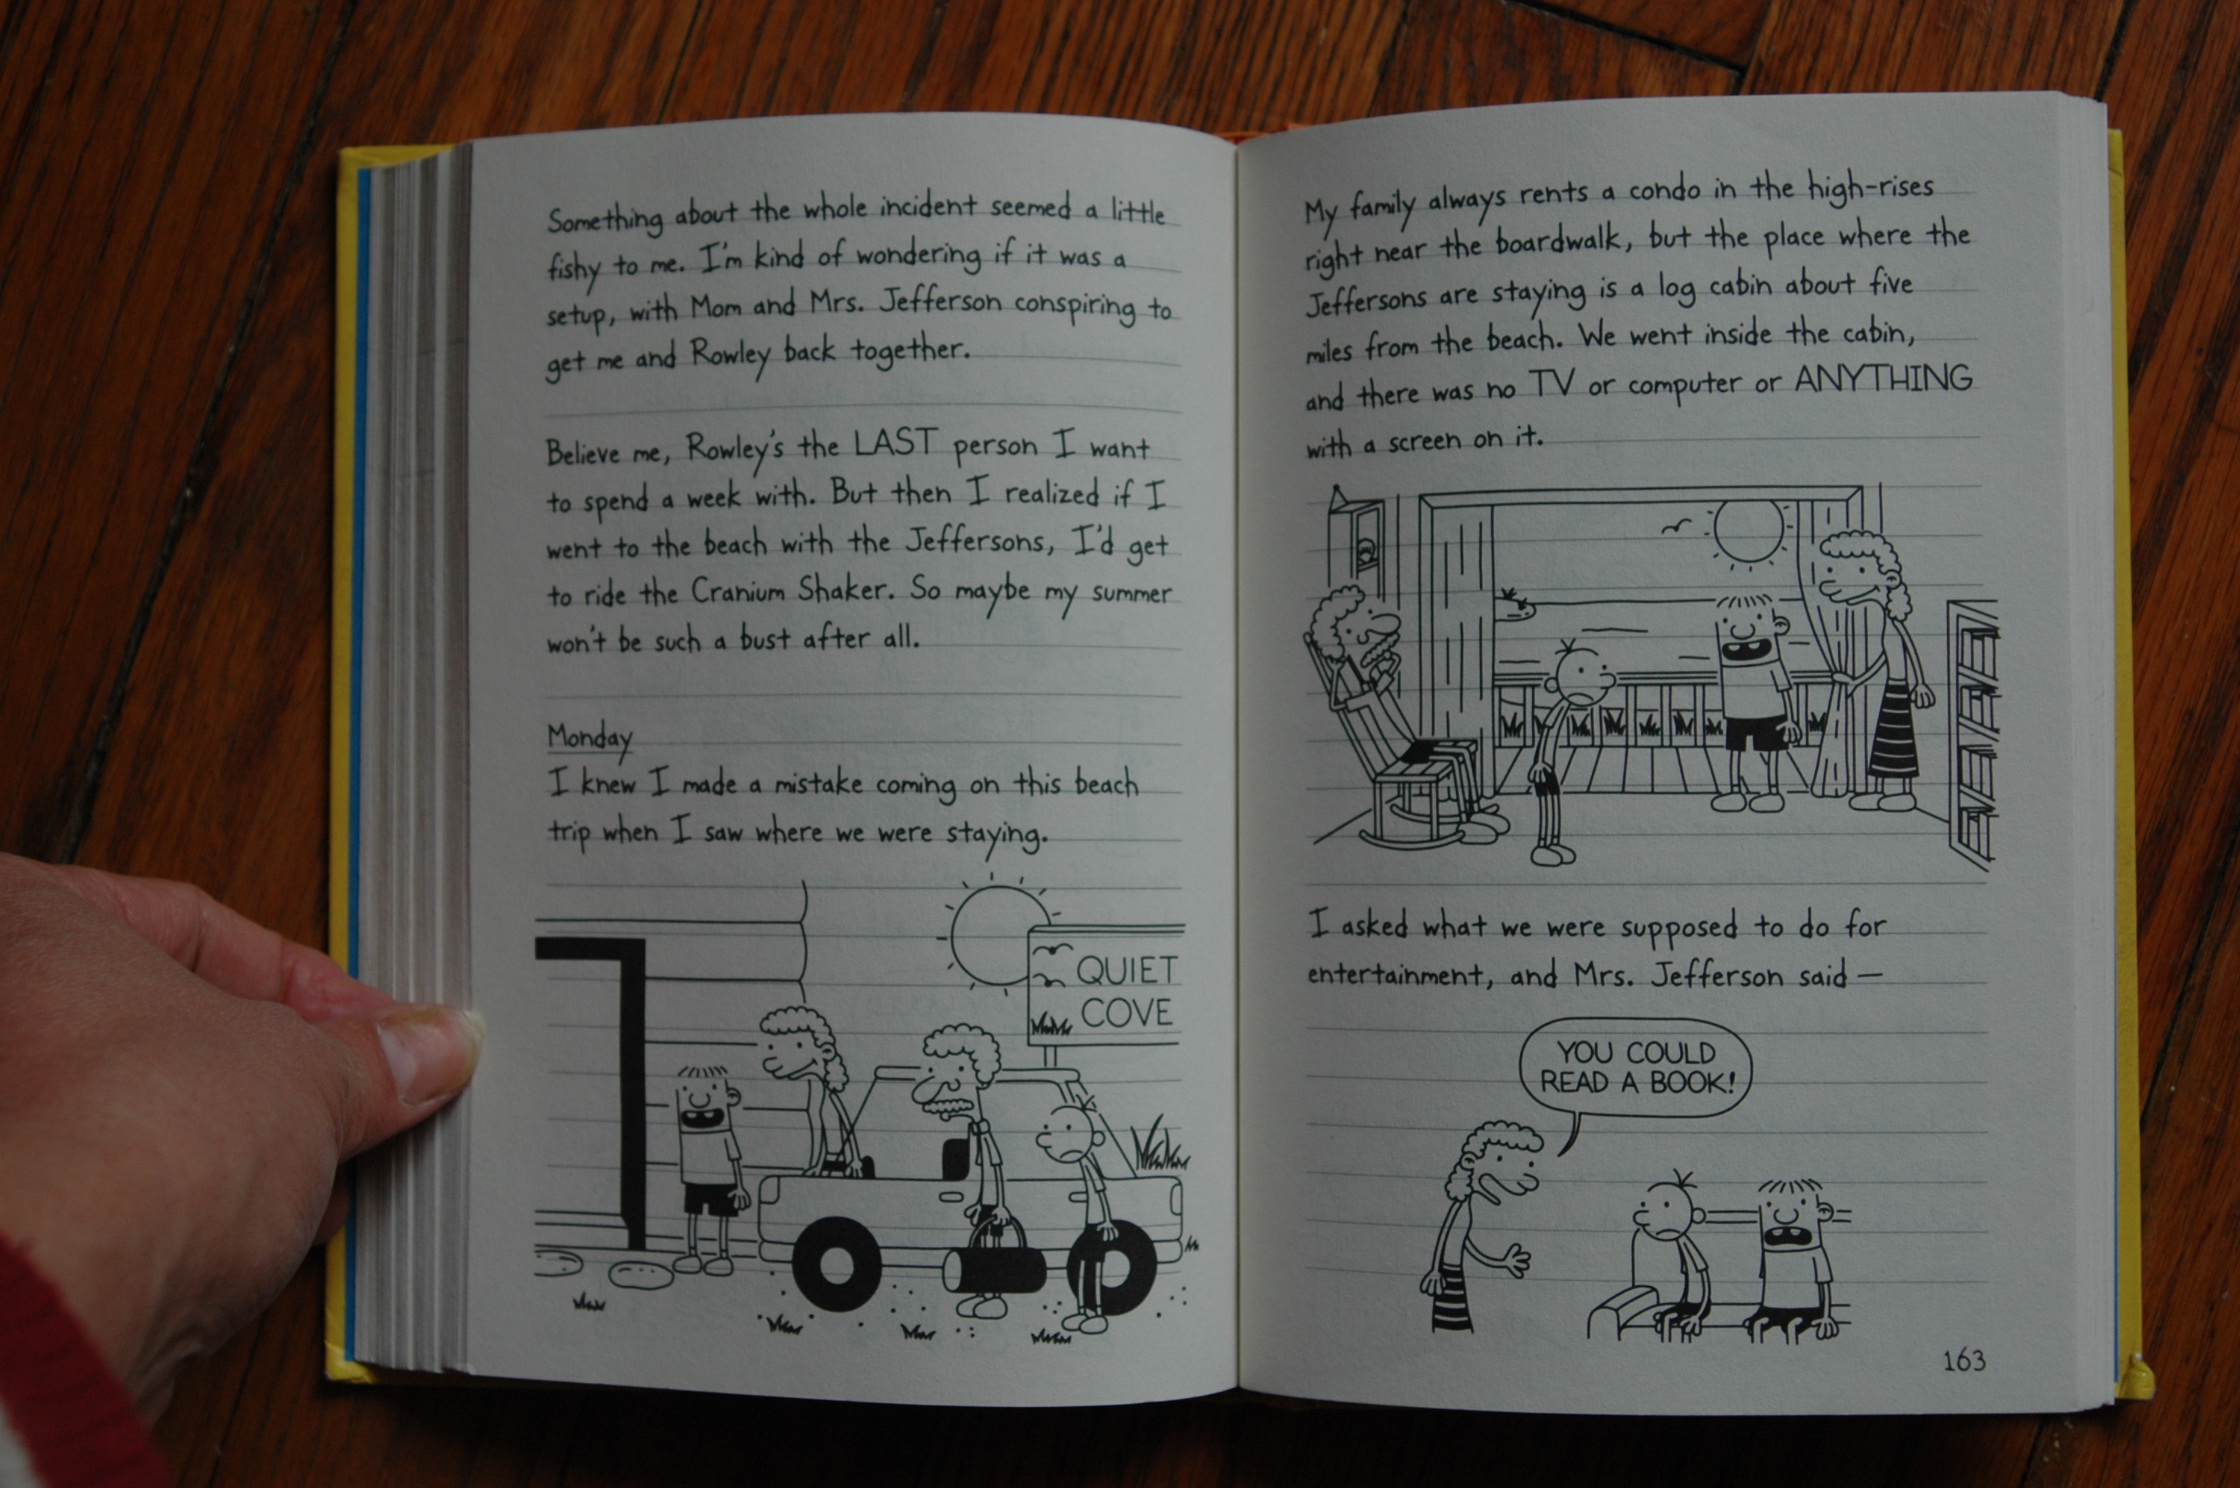 Something about the whole incident seemed a little
fishy to me. I'm kind of wondering if it was a
setup, with Mom and Mrs. Jefferson conspiring to
get me and Rowley back together.
Believe me, Rowley's the LAST person I want
to spend a week with. But then I realized if I
went to the beach with the Jeffersons, I'd get
to ride the Cranium Shaker. So maybe my summer
won't be such a bust after all.
Monday
I knew I made a mistake coming on this beach
trip when I saw where we were staying.
QUIET
COVE
My family always rents a condo in the high-rises
right near the boardwalk, but the place where the
Jeffersons are staying is a log cabin about five
miles from the beach. We went inside the cabin,
and there was no TV or computer or ANYTHING
with a screen on it.
I asked what we were supposed to do for
entertainment, and Mrs. Jefferson said—
YOU COULD
READ A BOOK!
163